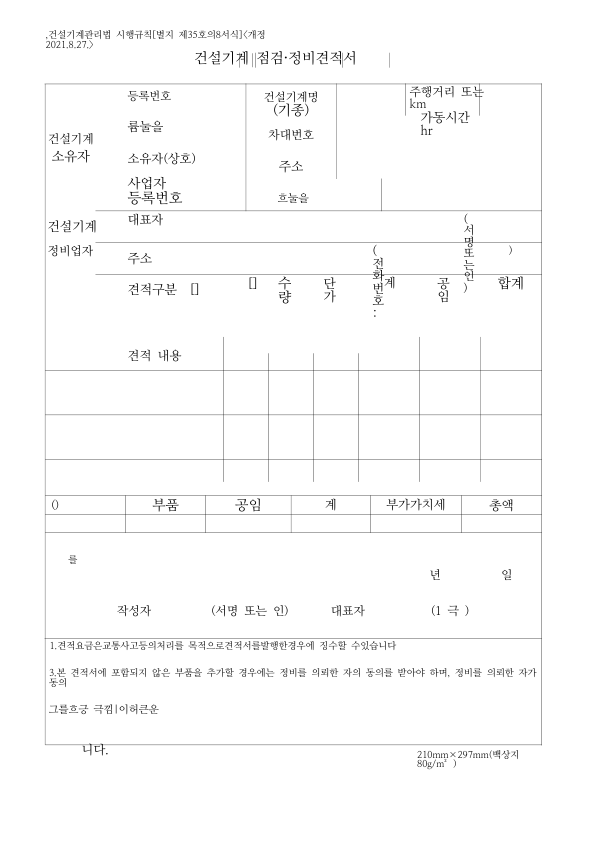 ,건설기계관리법 시행규칙[별지 제35호의8서식]<개정
2021.8.27.>
건설기계 점검·정비견적서
등록번호
건설기계명
(기종)
주행거리 또는
km
가동시간
hr
륨눌을
차대번호
건설기계
소유자
소유자(상호)
주소
사업자
등록번호
흐눌을
건설기계
정비업자
대표자
(서명또는인)
)
주소
(전화번호:
견적구분 []
[]
수량
단가
계
공임
합계
견적 내용
()
부품
공임
계
부가가치세
총액
를
년 일
작성자 (서명 또는 인) 대표자 (1 극 )
1.견적요금은교통사고등의처리를 목적으로견적서를발행한경우에 징수할 수있습니다
3.본 견적서에 포함되지 않은 부품을 추가할 경우에는 정비를 의뢰한 자의 동의를 받아야 하며, 정비를 의뢰한 자가
동의
그를흐긍 극낌|이허큰운
니다.
210mm×297mm(백상지
80g/m² )